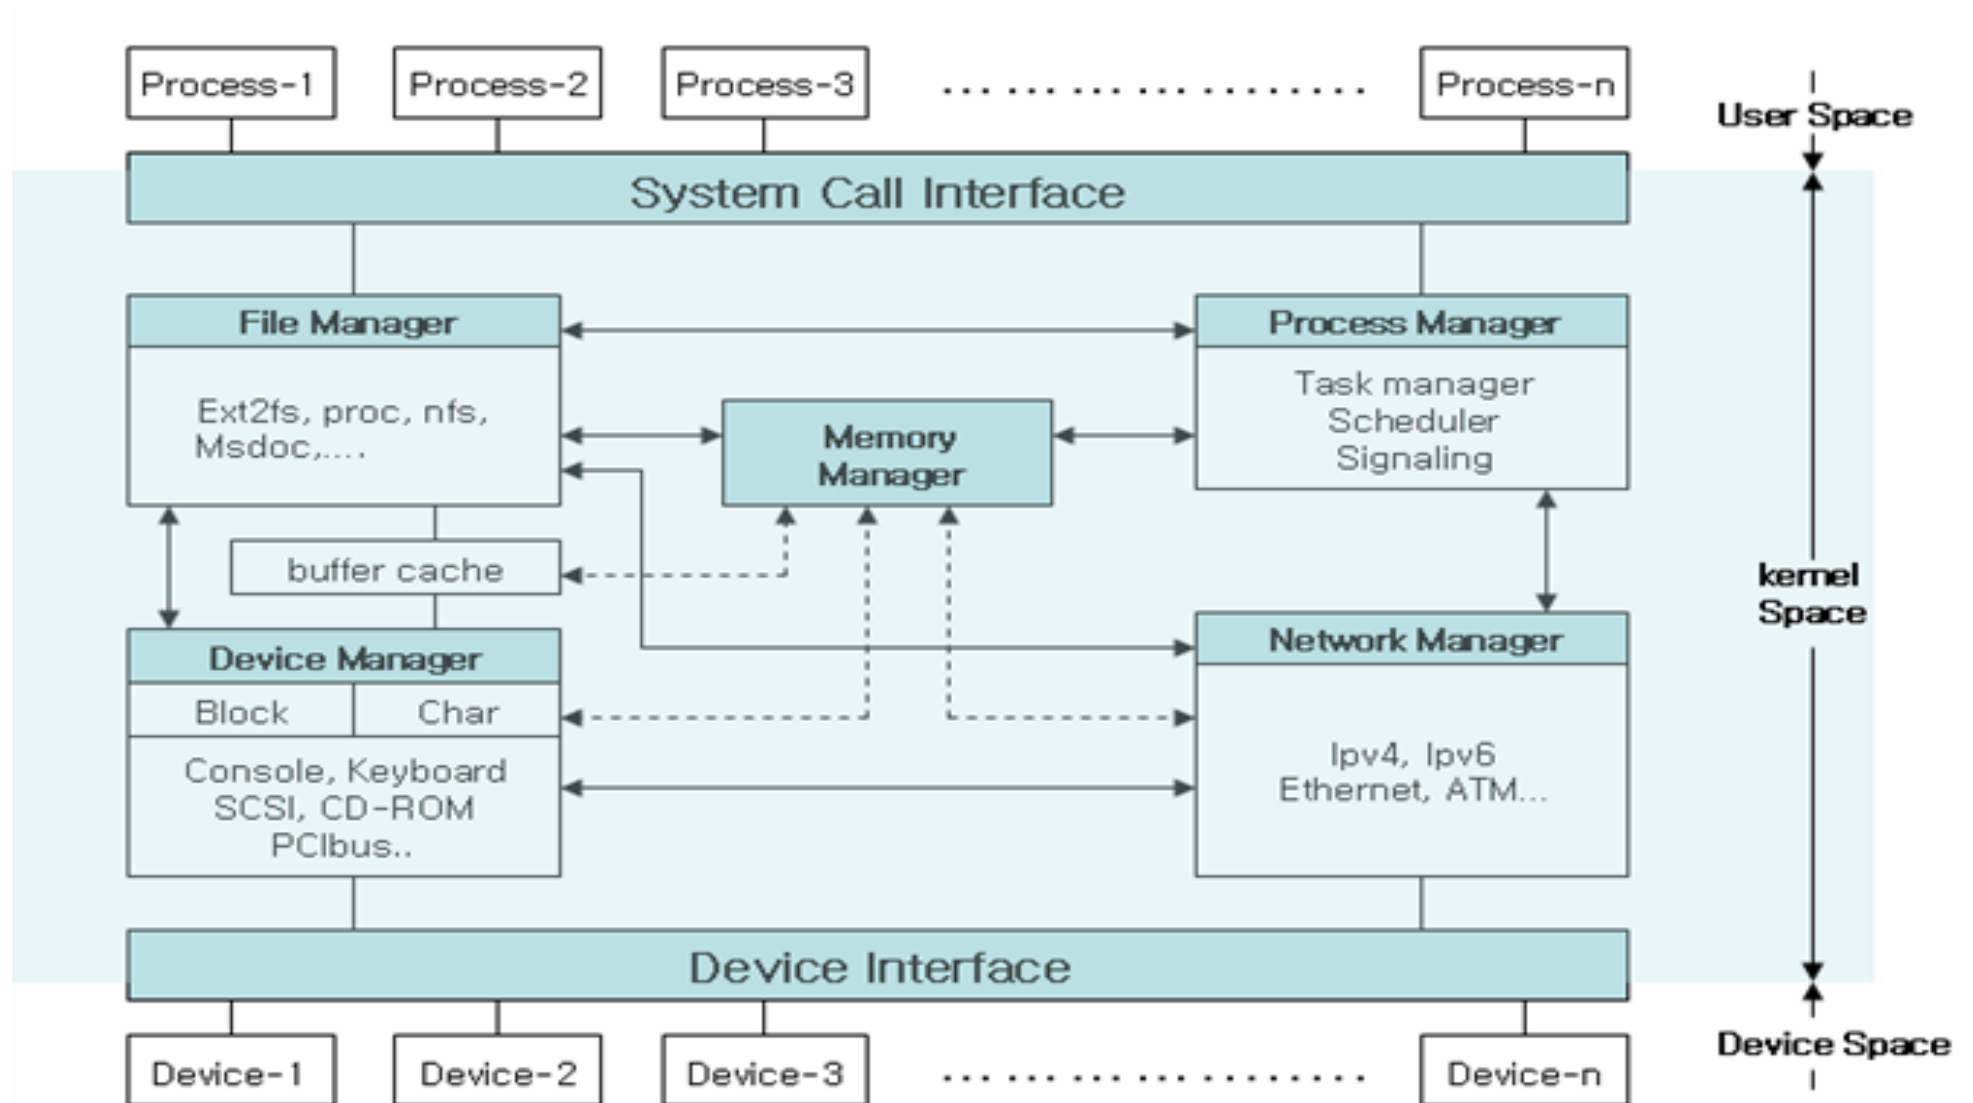 Process-1
Process-2
Process-3
....................
Process-n
User Space
System Call Interface
File Manager
Ext2fs, proc, nfs,
Msdoc,....
Process Manager
Task manager
Scheduler
Signaling
Memory
Manager
buffer cache
kernel
Space
Device Manager
Block
Char
Console, Keyboard
SCSI, CD-ROM
PCIbus..
Network Manager
Ipv4, Ipv6
Ethernet, ATM...
Device Interface
Device-1
Device-2
Device-3
....................
Device-n
Device Space